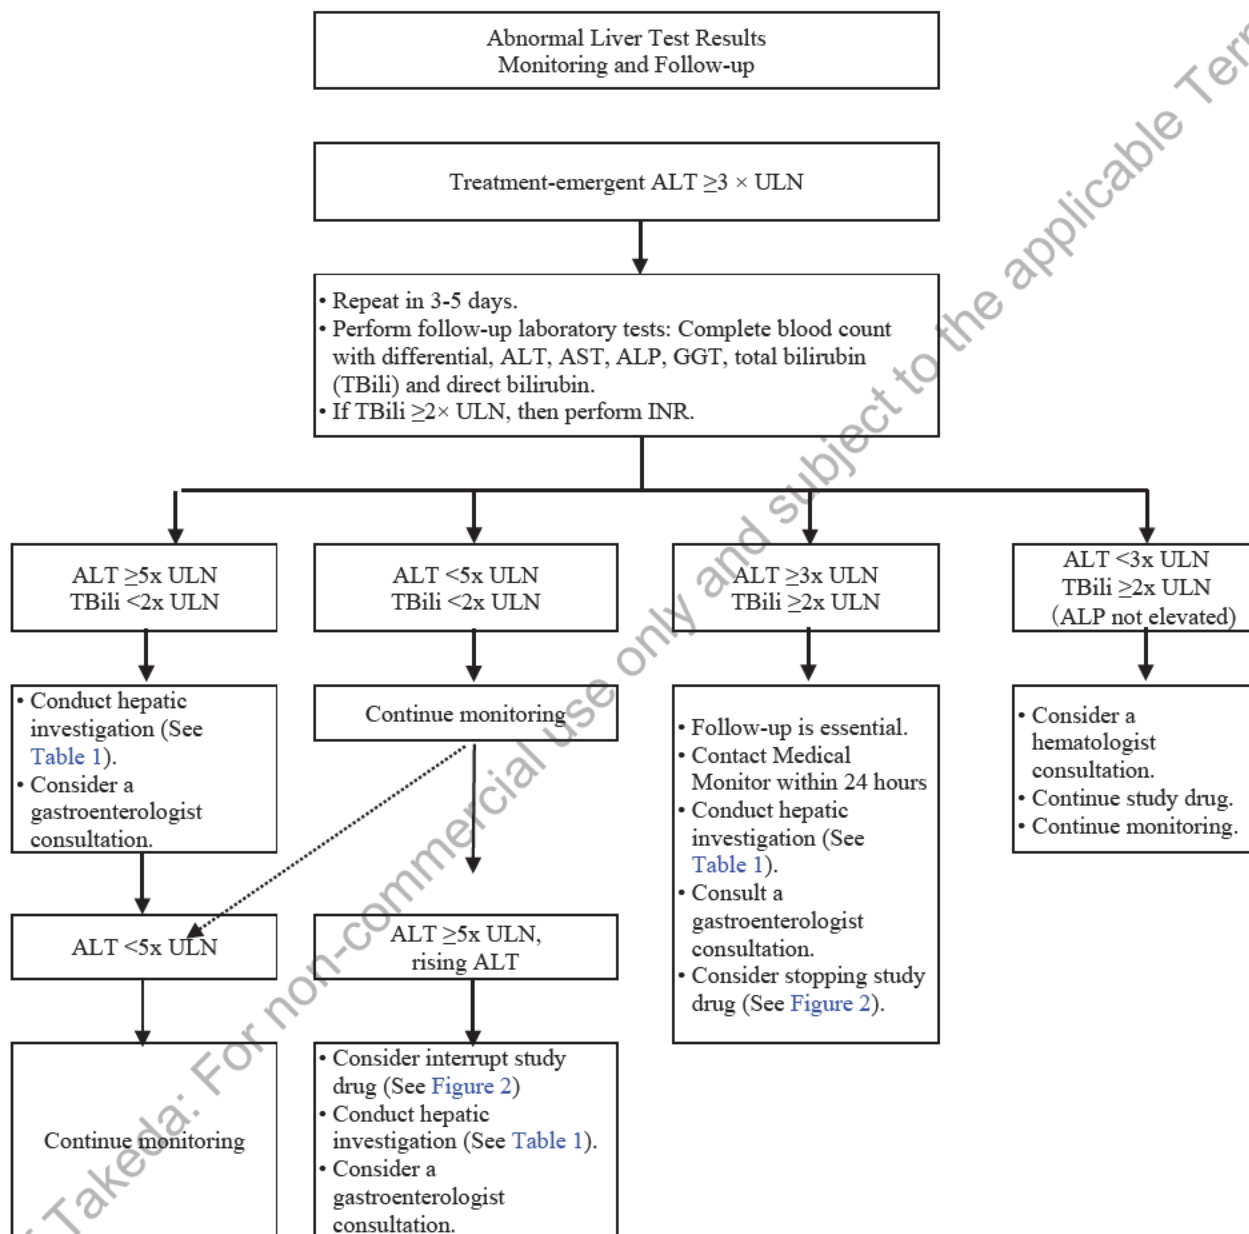 Abnormal Liver Test Results
Monitoring and Follow-up
Treatment-emergent ALT ≥3 × ULN
• Repeat in 3-5 days.
• Perform follow-up laboratory tests: Complete blood count
with differential, ALT, AST, ALP, GGT, total bilirubin
(TBili) and direct bilirubin.
• If TBili ≥2× ULN, then perform INR.
ALT ≥5x ULN
TBili <2x ULN
ALT <5x ULN
TBili <2x ULN
ALT ≥3x ULN
TBili ≥2x ULN
ALT <3x ULN
TBili ≥2x ULN
(ALP not elevated)
• Conduct hepatic
investigation (See
Table 1).
• Consider a
gastroenterologist
consultation.
Continue monitoring
• Follow-up is essential.
• Contact Medical
Monitor within 24 hours
• Conduct hepatic
investigation (See
Table 1).
• Consult a
gastroenterologist
consultation.
• Consider stopping study
drug (See Figure 2).
• Consider a
hematologist
consultation.
• Continue study drug.
• Continue monitoring.
ALT <5x ULN
ALT ≥5x ULN,
rising ALT
Continue monitoring
• Consider interrupt study
drug (See Figure 2)
• Conduct hepatic
investigation (See Table 1).
• Consider a
gastroenterologist
consultation.
Takeda: For non-commercial use only and subject to the applicable Ter